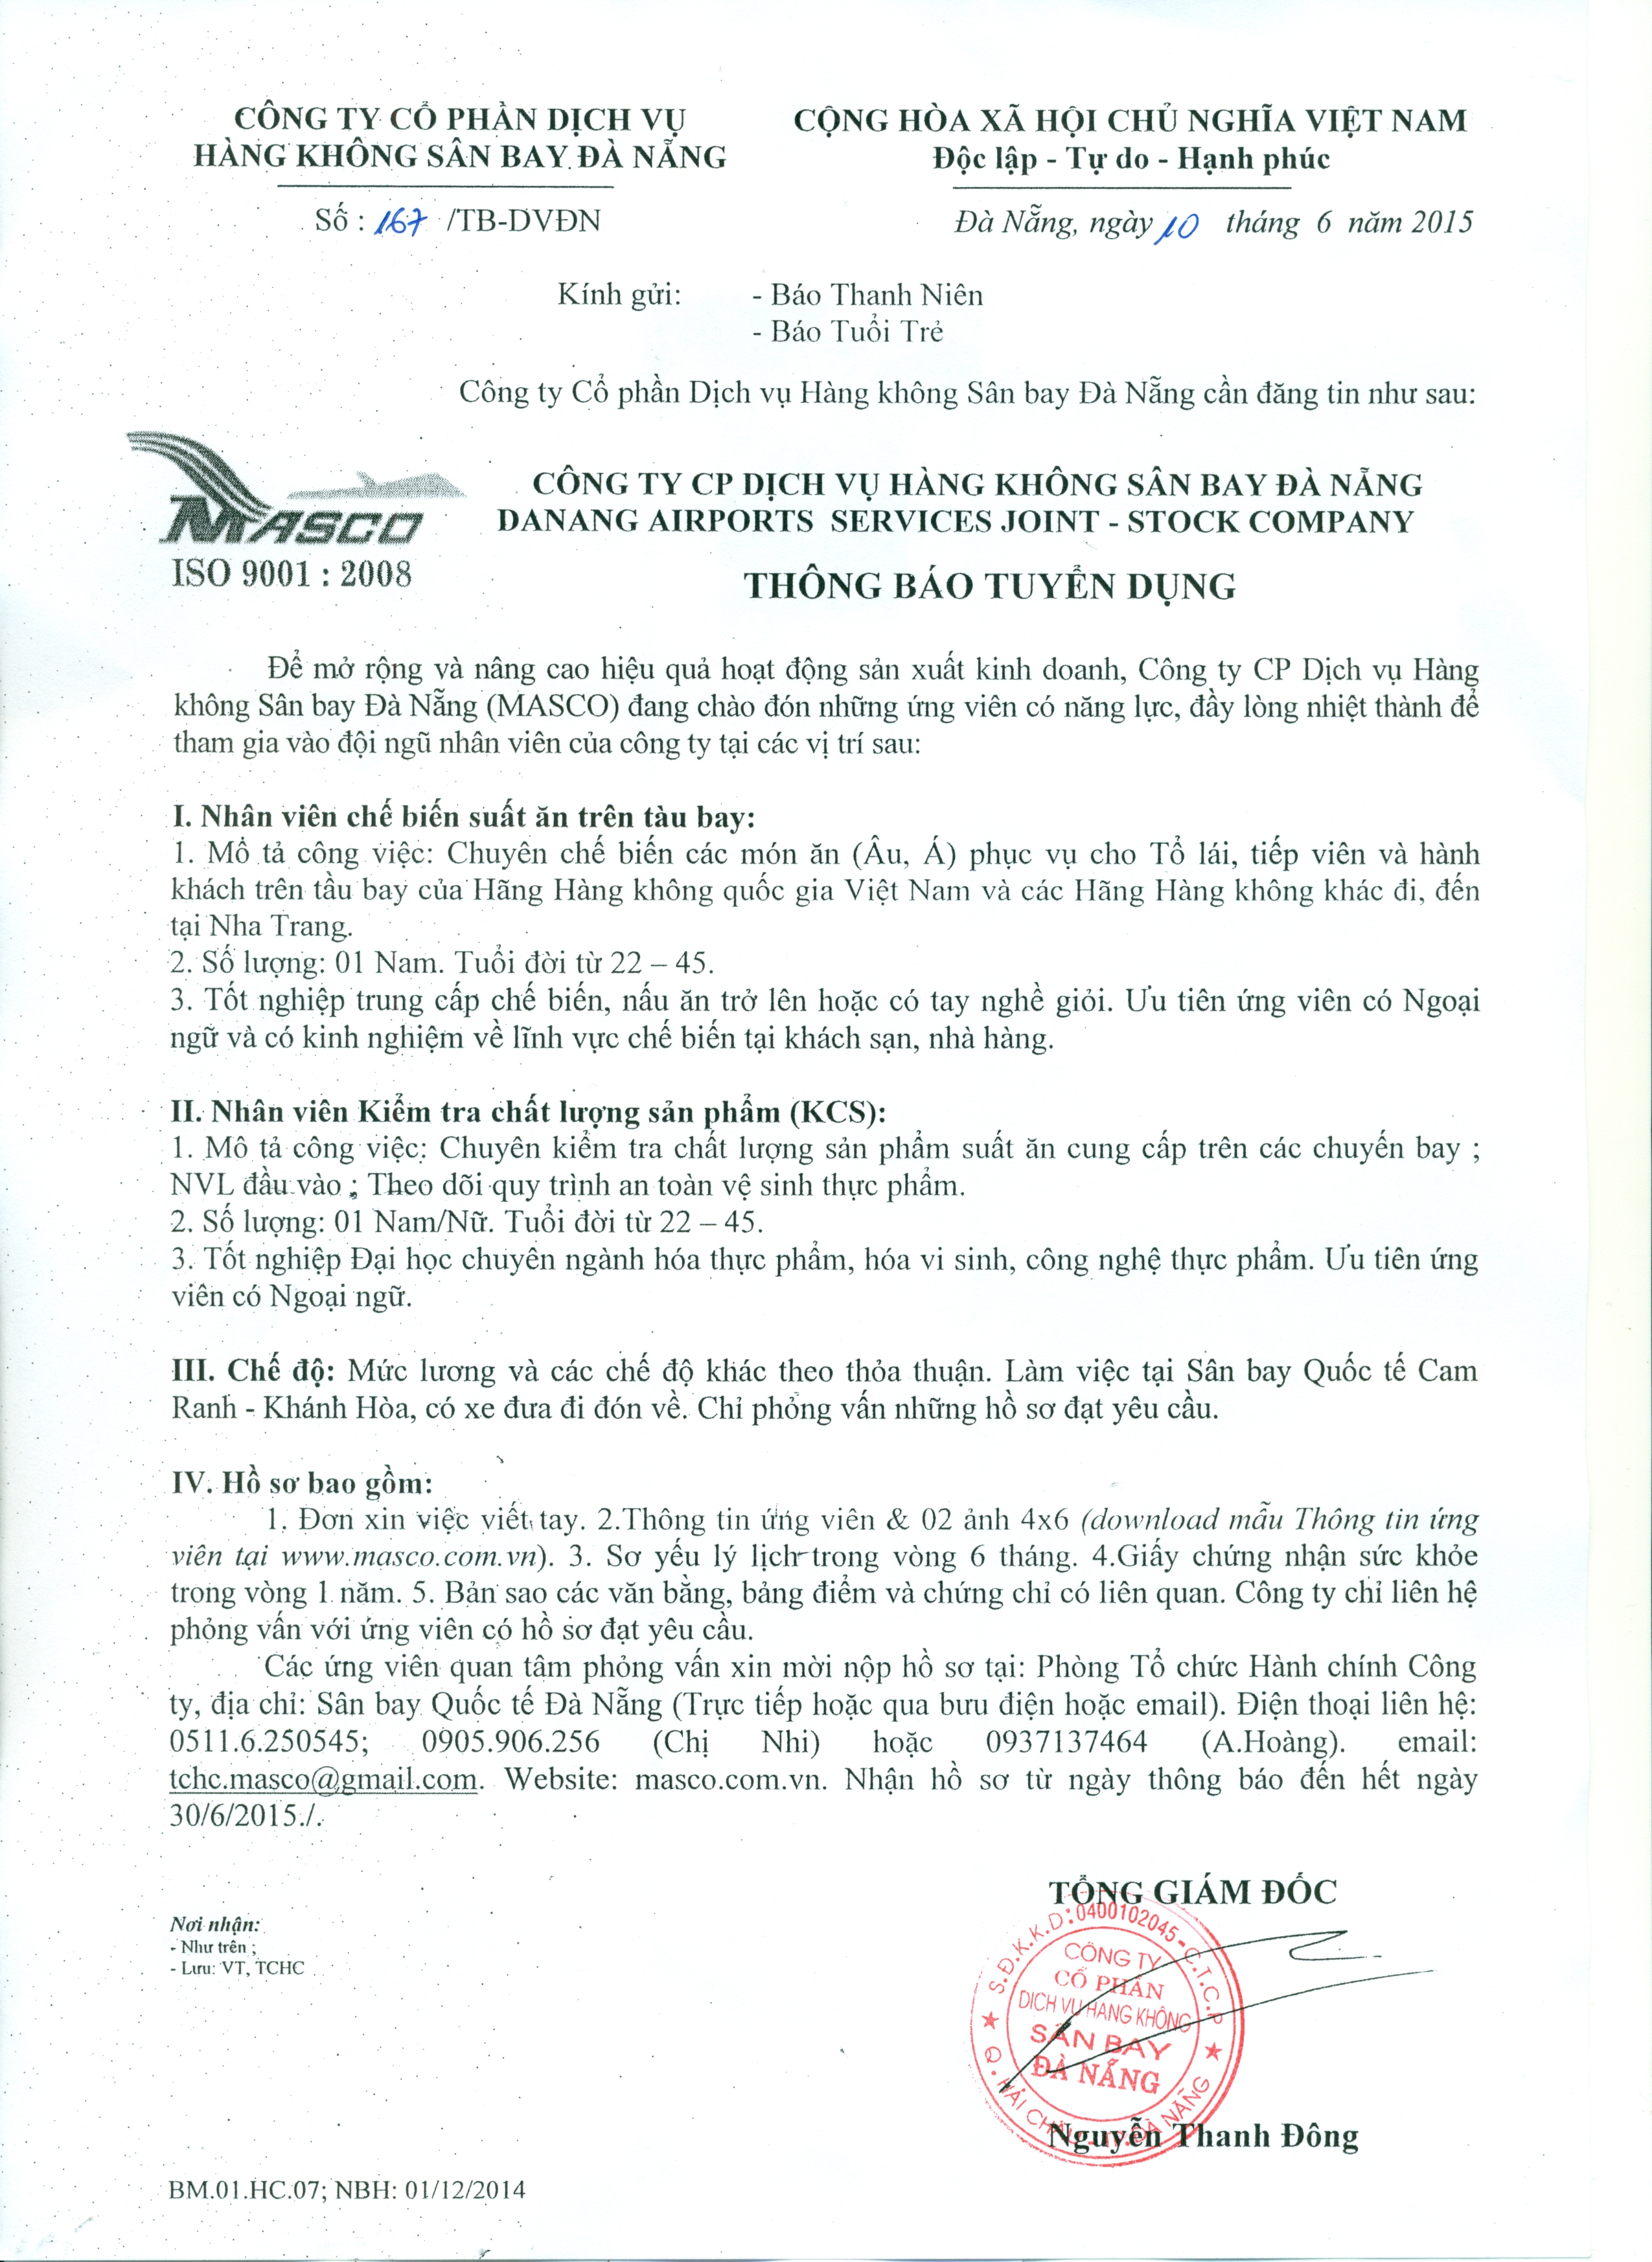 CÔNG TY CỔ PHẦN DỊCH VỤ
HÀNG KHÔNG SÂN BAY ĐÀ NẴNG
Số : 167 /TB-DVĐN
CỘNG HÒA XÃ HỘI CHỦ NGHĨA VIỆT NAM
Độc lập - Tự do - Hạnh phúc
Đà Nẵng, ngày 10 tháng 6 năm 2015
Kính gửi: - Báo Thanh Niên
- Báo Tuổi Trẻ
Công ty Cổ phần Dịch vụ Hàng không Sân bay Đà Nẵng cần đăng tin như sau:
MASCO
ISO 9001 : 2008
CÔNG TY CP DỊCH VỤ HÀNG KHÔNG SÂN BAY ĐÀ NẴNG
DANANG AIRPORTS SERVICES JOINT - STOCK COMPANY
THÔNG BÁO TUYỂN DỤNG
Để mở rộng và nâng cao hiệu quả hoạt động sản xuất kinh doanh, Công ty CP Dịch vụ Hàng
không Sân bay Đà Nẵng (MASCO) đang chào đón những ứng viên có năng lực, đầy lòng nhiệt thành để
tham gia vào đội ngũ nhân viên của công ty tại các vị trí sau:
I. Nhân viên chế biến suất ăn trên tàu bay:
1. Mô tả công việc: Chuyên chế biến các món ăn (Âu, Á) phục vụ cho Tổ lái, tiếp viên và hành
khách trên tầu bay của Hãng Hàng không quốc gia Việt Nam và các Hãng Hàng không khác đi, đến
tại Nha Trang.
2. Số lượng: 01 Nam. Tuổi đời từ 22 – 45.
3. Tốt nghiệp trung cấp chế biến, nấu ăn trở lên hoặc có tay nghề giỏi. Ưu tiên ứng viên có Ngoại
ngữ và có kinh nghiệm về lĩnh vực chế biến tại khách sạn, nhà hàng.
II. Nhân viên Kiểm tra chất lượng sản phẩm (KCS):
1. Mô tả công việc: Chuyên kiểm tra chất lượng sản phẩm suất ăn cung cấp trên các chuyến bay ;
NVL đầu vào ; Theo dõi quy trình an toàn vệ sinh thực phẩm.
2. Số lượng: 01 Nam/Nữ. Tuổi đời từ 22 – 45.
3. Tốt nghiệp Đại học chuyên ngành hóa thực phẩm, hóa vi sinh, công nghệ thực phẩm. Ưu tiên ứng
viên có Ngoại ngữ.
III. Chế độ: Mức lương và các chế độ khác theo thỏa thuận. Làm việc tại Sân bay Quốc tế Cam
Ranh - Khánh Hòa, có xe đưa đi đón về. Chỉ phỏng vấn những hồ sơ đạt yêu cầu.
IV. Hồ sơ bao gồm:
1. Đơn xin việc viết tay. 2.Thông tin ứng viên & 02 ảnh 4x6 (download mẫu Thông tin ứng
viên tại www.masco.com.vn). 3. Sơ yếu lý lịch trong vòng 6 tháng. 4.Giấy chứng nhận sức khỏe
trong vòng 1 năm. 5. Bản sao các văn bằng, bảng điểm và chứng chỉ có liên quan. Công ty chỉ liên hệ
phỏng vấn với ứng viên có hồ sơ đạt yêu cầu.
Các ứng viên quan tâm phỏng vấn xin mời nộp hồ sơ tại: Phòng Tổ chức Hành chính Công
ty, địa chỉ: Sân bay Quốc tế Đà Nẵng (Trực tiếp hoặc qua bưu điện hoặc email). Điện thoại liên hệ:
0511.6.250545; 0905.906.256 (Chị Nhi) hoặc 0937137464 (A.Hoàng). email:
tchc.masco@gmail.com. Website: masco.com.vn. Nhận hồ sơ từ ngày thông báo đến hết ngày
30/6/2015./.
TỔNG GIÁM ĐỐC
Nơi nhận:
- Như trên ;
- Lưu: VT, TCHC
S.Đ.K.K.D:0400102045-C.T.C.P
CÔNG TY
CỔ PHẦN
DỊCH VỤ HÀNG KHÔNG
SÂN BAY
ĐÀ NẴNG
Q. HẢI CHÂU - TP.ĐÀ NẴNG
Nguyễn Thanh Đông
BM.01.HC.07; NBH: 01/12/2014